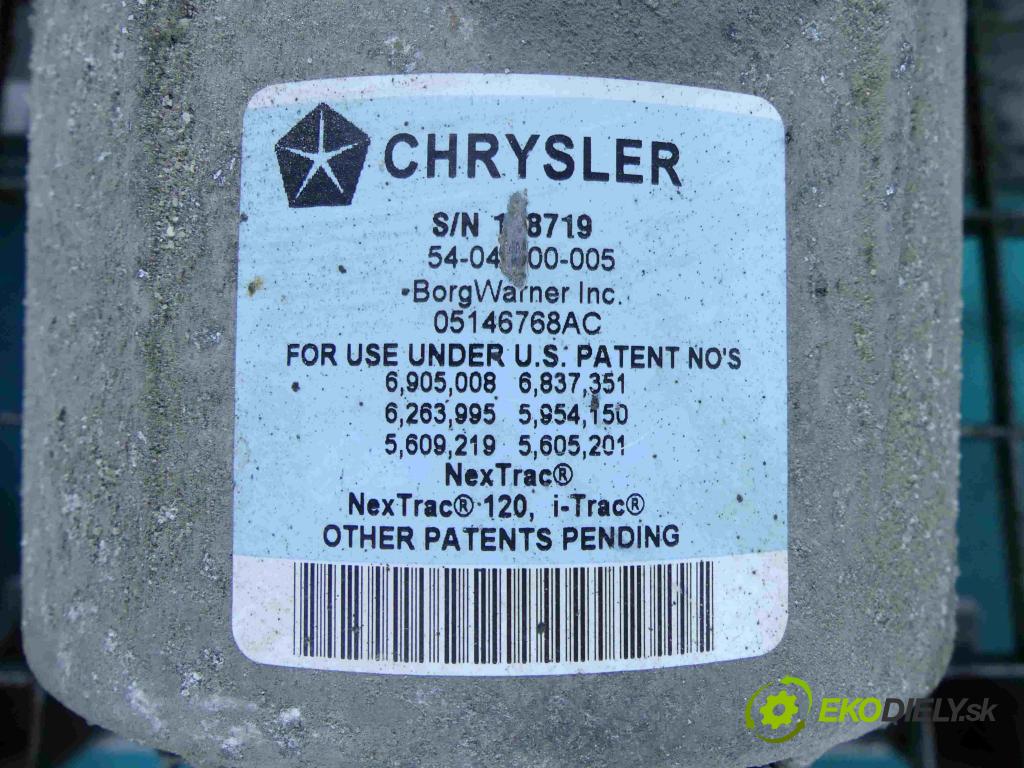 CHRYSLER
S/N
BorgWarner Inc.
05146768AC
FOR USE UNDER U.S. PATENT NO'S
6,905,008 6,837,351
6,263,995 5,954,150
5,609,219 5,605,201
NexTrac®
NexTrac® 120, i-Trac®
OTHER PATENTS PENDING
EKODIELY.sk